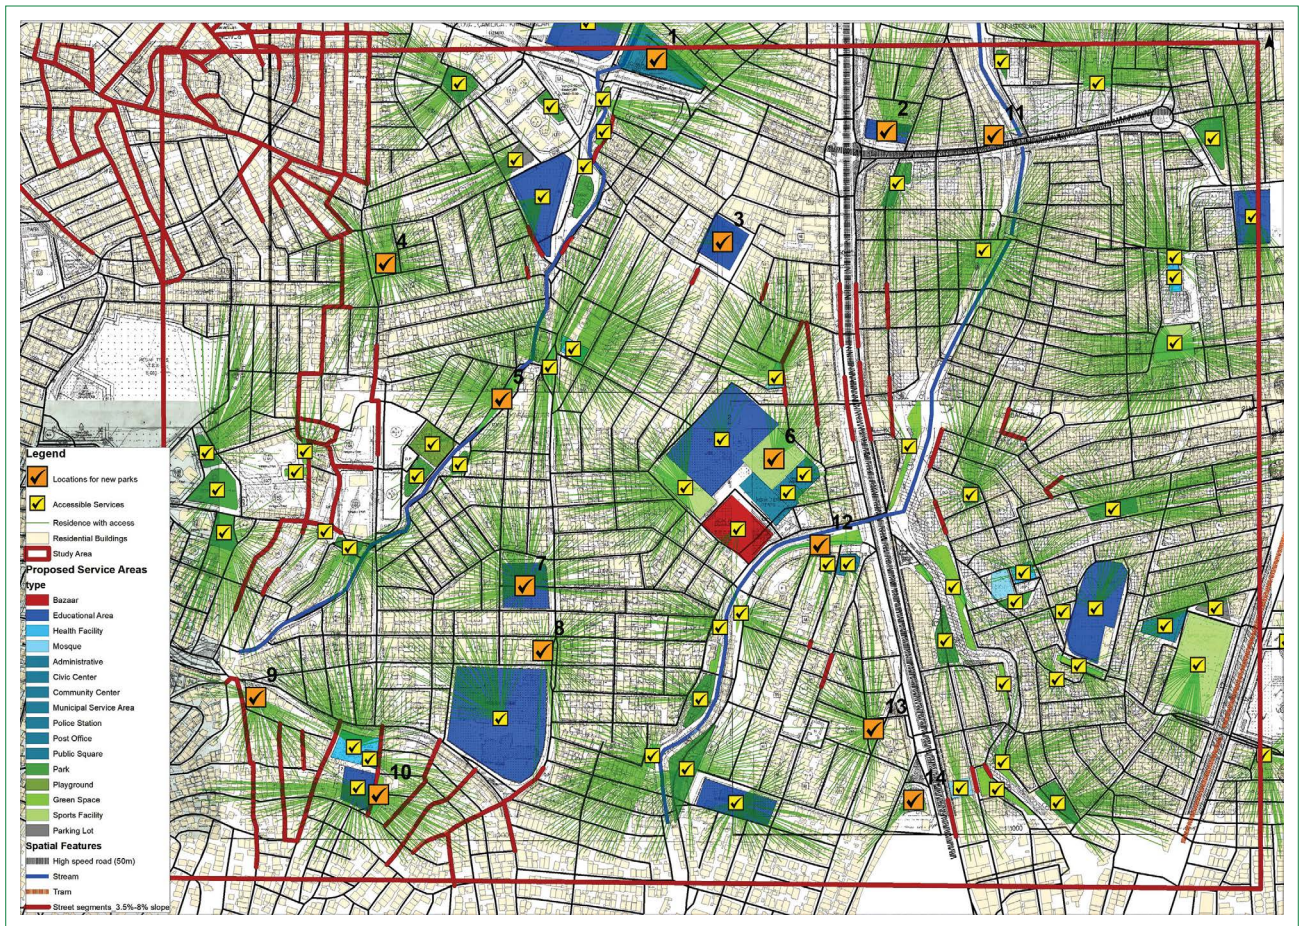 1
2
11
3
4
5
6
12
7
8
9
13
10
14
Legend
Locations for new parks
Accessible Services
Residence with access
Residential Buildings
Study Area
Proposed Service Areas
type
Bazaar
Educational Area
Health Facility
Mosque
Administrative
Civic Center
Community Center
Municipal Service Area
Police Station
Post Office
Public Square
Park
Playground
Green Space
Sports Facility
Parking Lot
Spatial Features
High speed road (50m)
Stream
Tram
Street segments_3.5%-8% slope